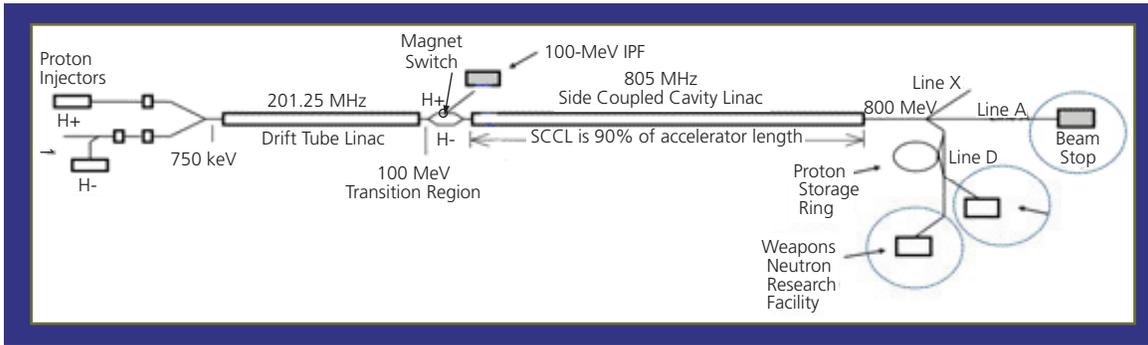 Proton
Injectors
H+
H-
750 keV
201.25 MHz
Drift Tube Linac
100 MeV
Transition Region
Magnet
Switch
H+
H-
100-MeV IPF
805 MHz
Side Coupled Cavity Linac
SCCL is 90% of accelerator length
800 MeV
Line X
Line A
Beam
Stop
Line D
Proton
Storage
Ring
Weapons
Neutron
Research
Facility